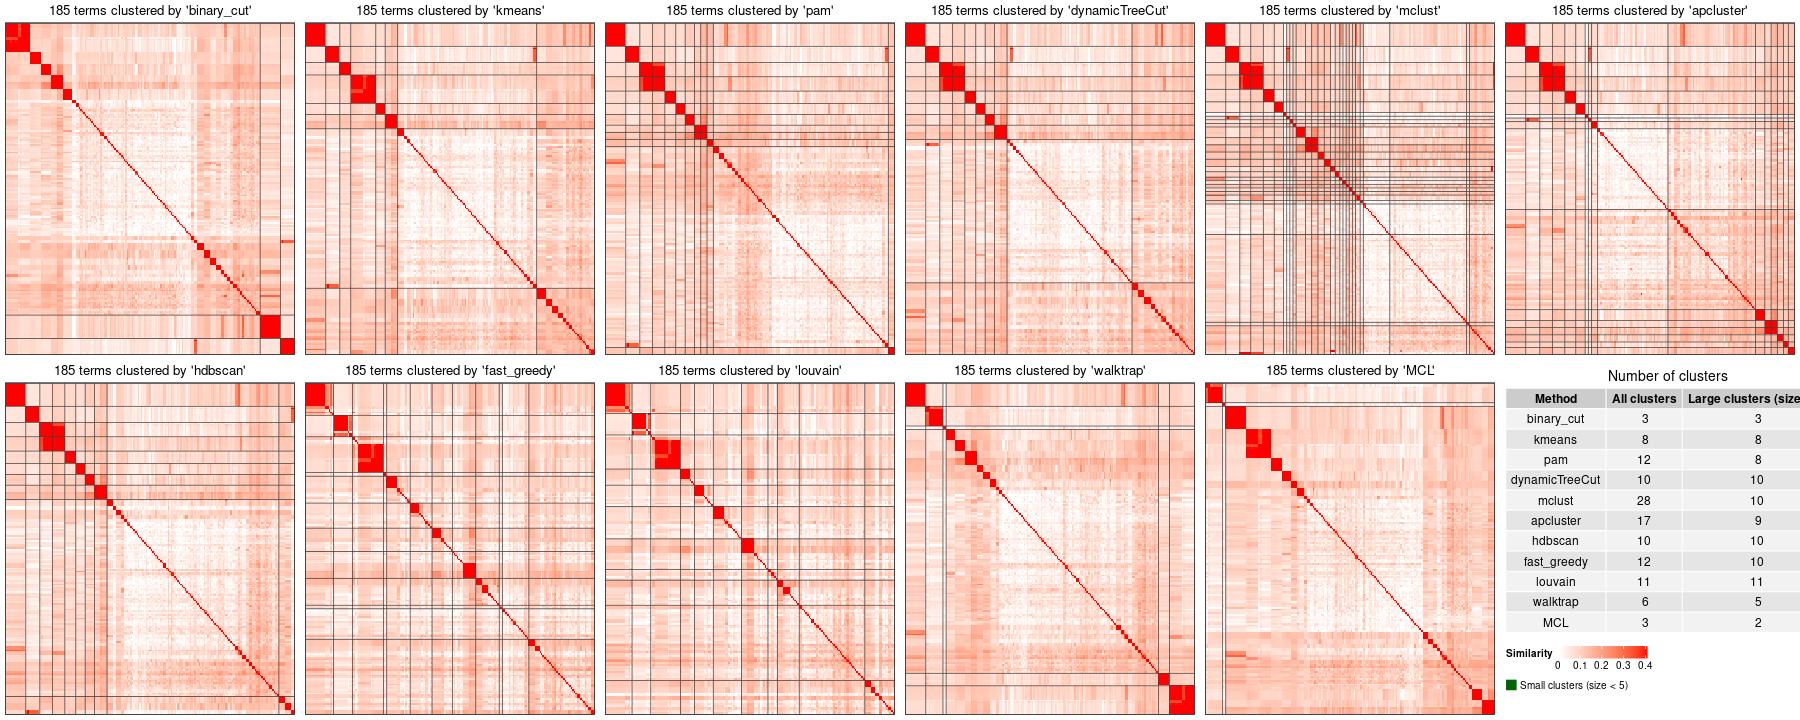 185 terms clustered by 'binary_cut'
185 terms clustered by 'kmeans'
185 terms clustered by 'pam'
185 terms clustered by 'dynamicTreeCut'
185 terms clustered by 'mclust'
185 terms clustered by 'apcluster'
185 terms clustered by 'hdbscan'
185 terms clustered by 'fast_greedy'
185 terms clustered by 'louvain'
185 terms clustered by 'walktrap'
185 terms clustered by 'MCL'
Number of clusters
Method All clusters Large clusters (size
binary_cut 3 3
kmeans 8 8
pam 12 8
dynamicTreeCut 10 10
mclust 28 10
apcluster 17 9
hdbscan 10 10
fast_greedy 12 10
louvain 11 11
walktrap 6 5
MCL 3 2
Similarity
0 0.1 0.2 0.3 0.4
Small clusters (size < 5)